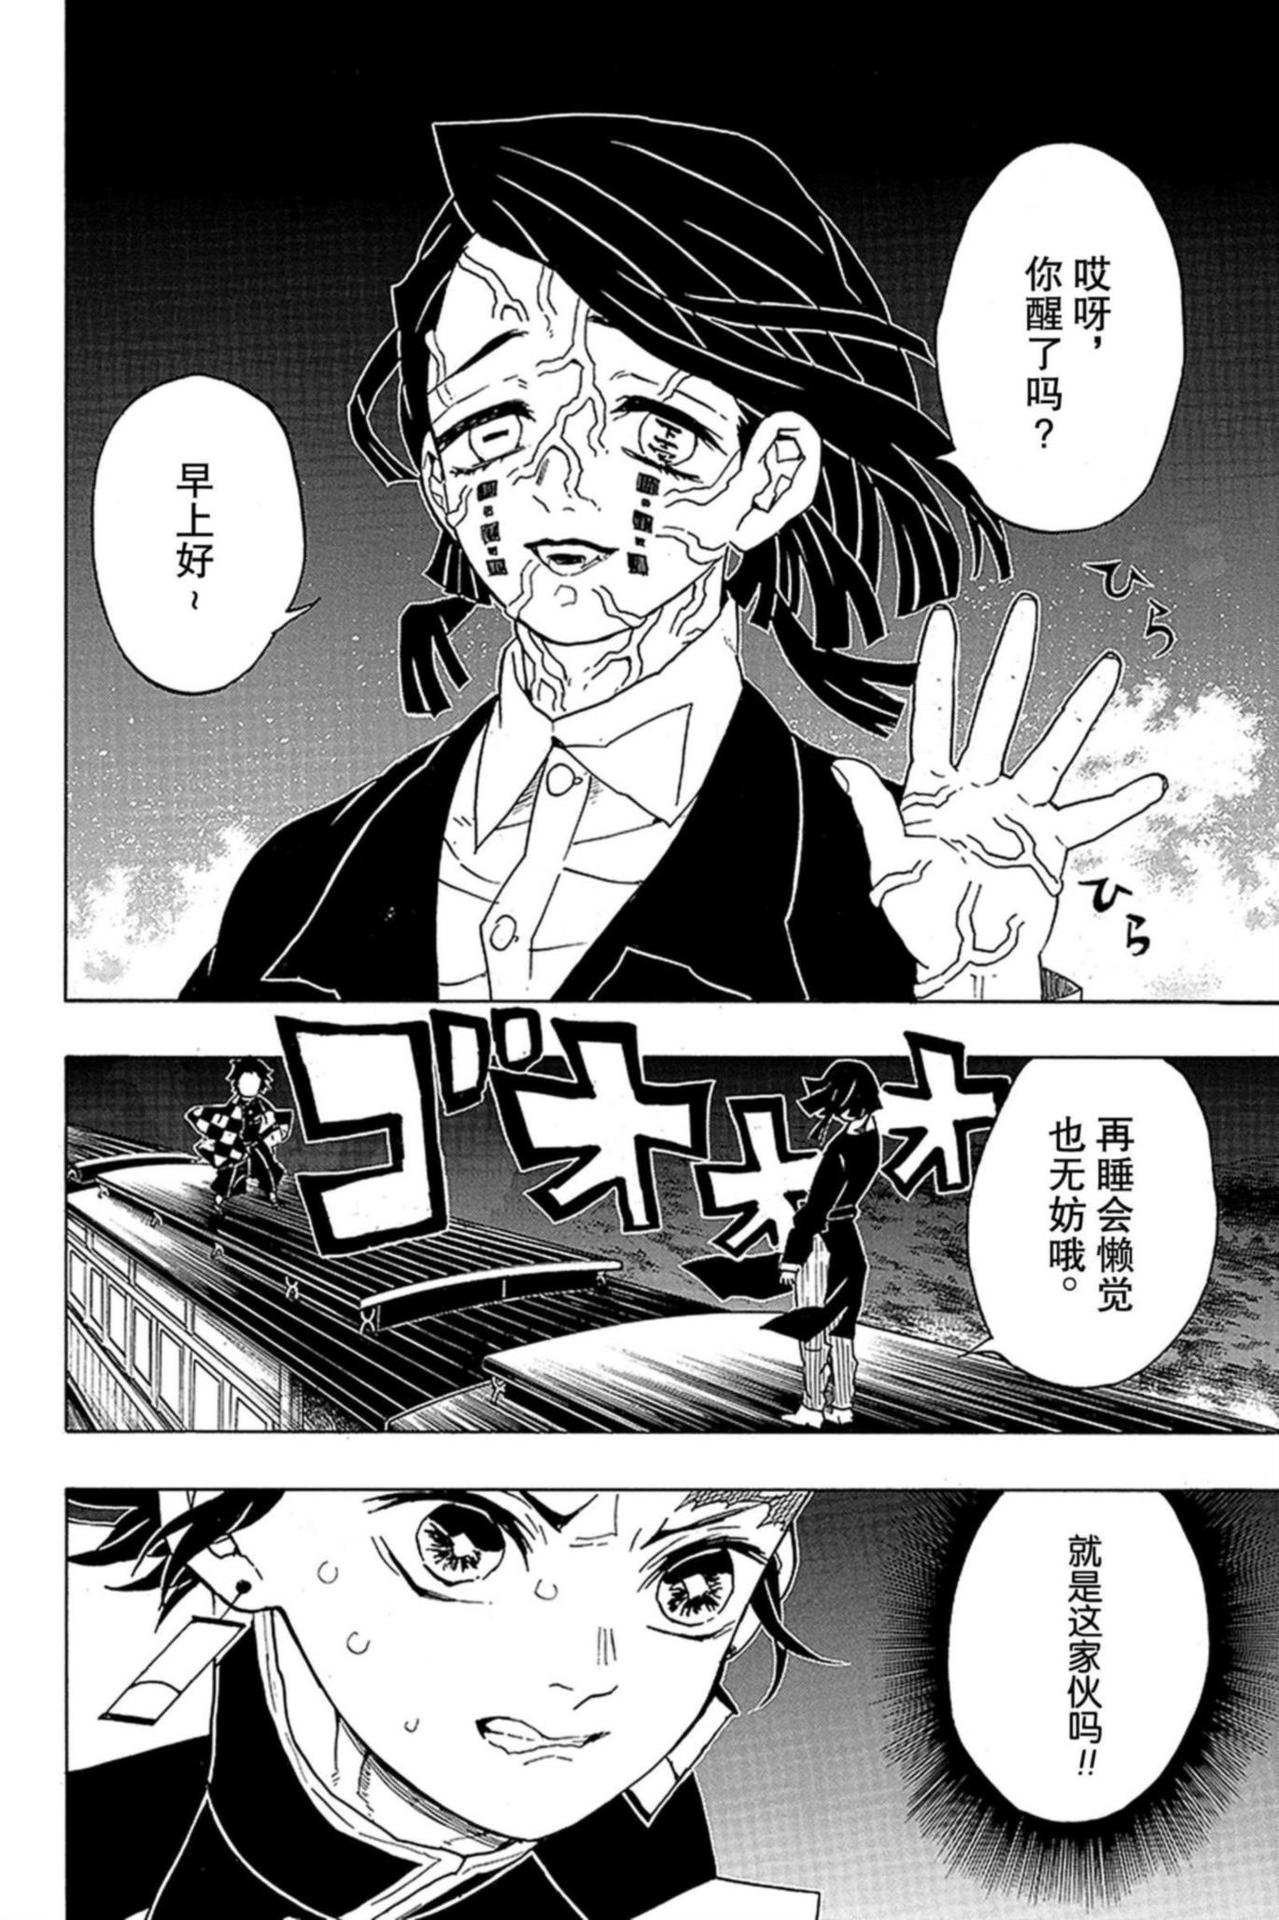 哎呀，
你醒了吗？
早上好~
ひら
ひら
再睡会懒觉
也无妨哦。
ゴオオオ
就是这家伙吗!!